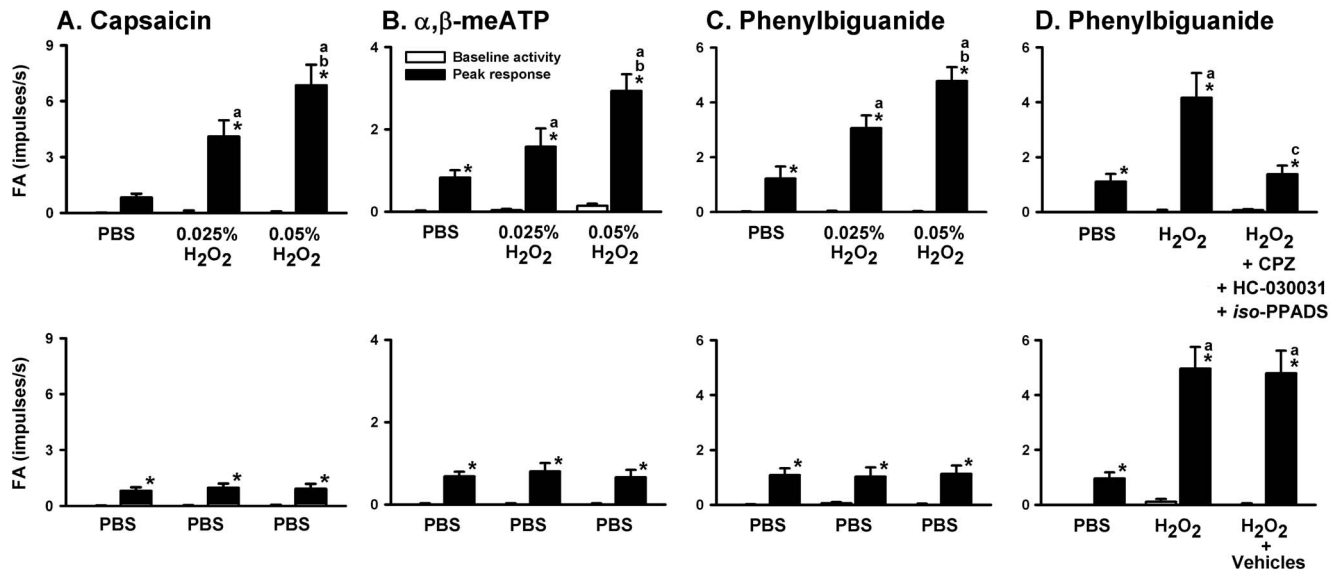 A. Capsaicin
FA (impulses/s)
9
6
3
0
a
*
a
b
*
PBS
0.025%
H₂O₂
0.05%
H₂O₂
B. α,β-meATP
Baseline activity
Peak response
4
2
0
*
a
*
a
b
*
PBS
0.025%
H₂O₂
0.05%
H₂O₂
C. Phenylbiguanide
6
4
2
0
*
a
*
a
b
*
PBS
0.025%
H₂O₂
0.05%
H₂O₂
D. Phenylbiguanide
6
4
2
0
*
a
*
c
*
PBS
H₂O₂
H₂O₂
+ CPZ
+ HC-030031
+ iso-PPADS
FA (impulses/s)
9
6
3
0
*
*
*
PBS
PBS
PBS
4
2
0
*
*
*
PBS
PBS
PBS
6
4
2
0
*
*
*
PBS
PBS
PBS
6
4
2
0
*
a
*
a
*
PBS
H₂O₂
H₂O₂
+
Vehicles